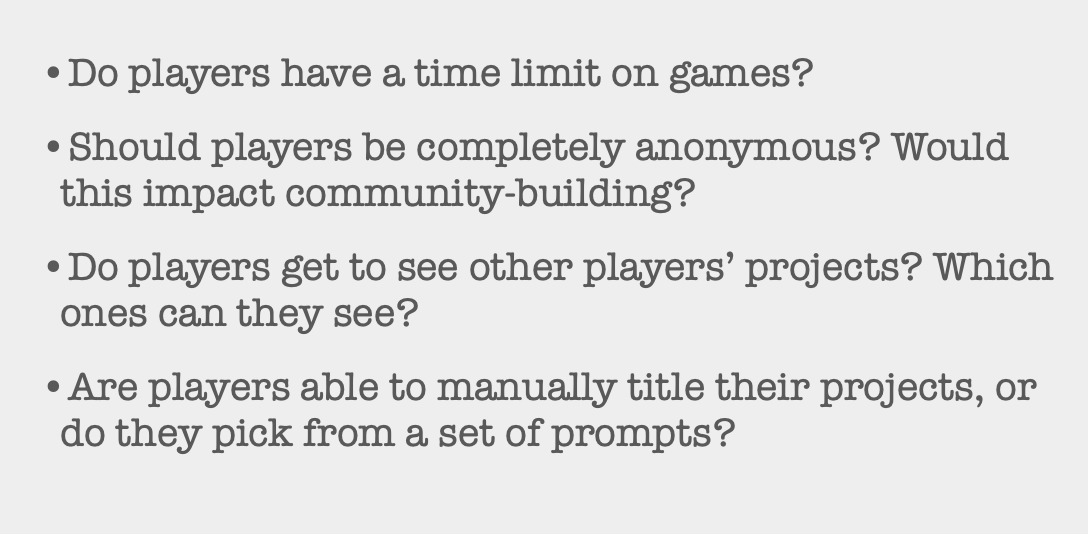 • Do players have a time limit on games?
• Should players be completely anonymous? Would
this impact community-building?
• Do players get to see other players’ projects? Which
ones can they see?
• Are players able to manually title their projects, or
do they pick from a set of prompts?